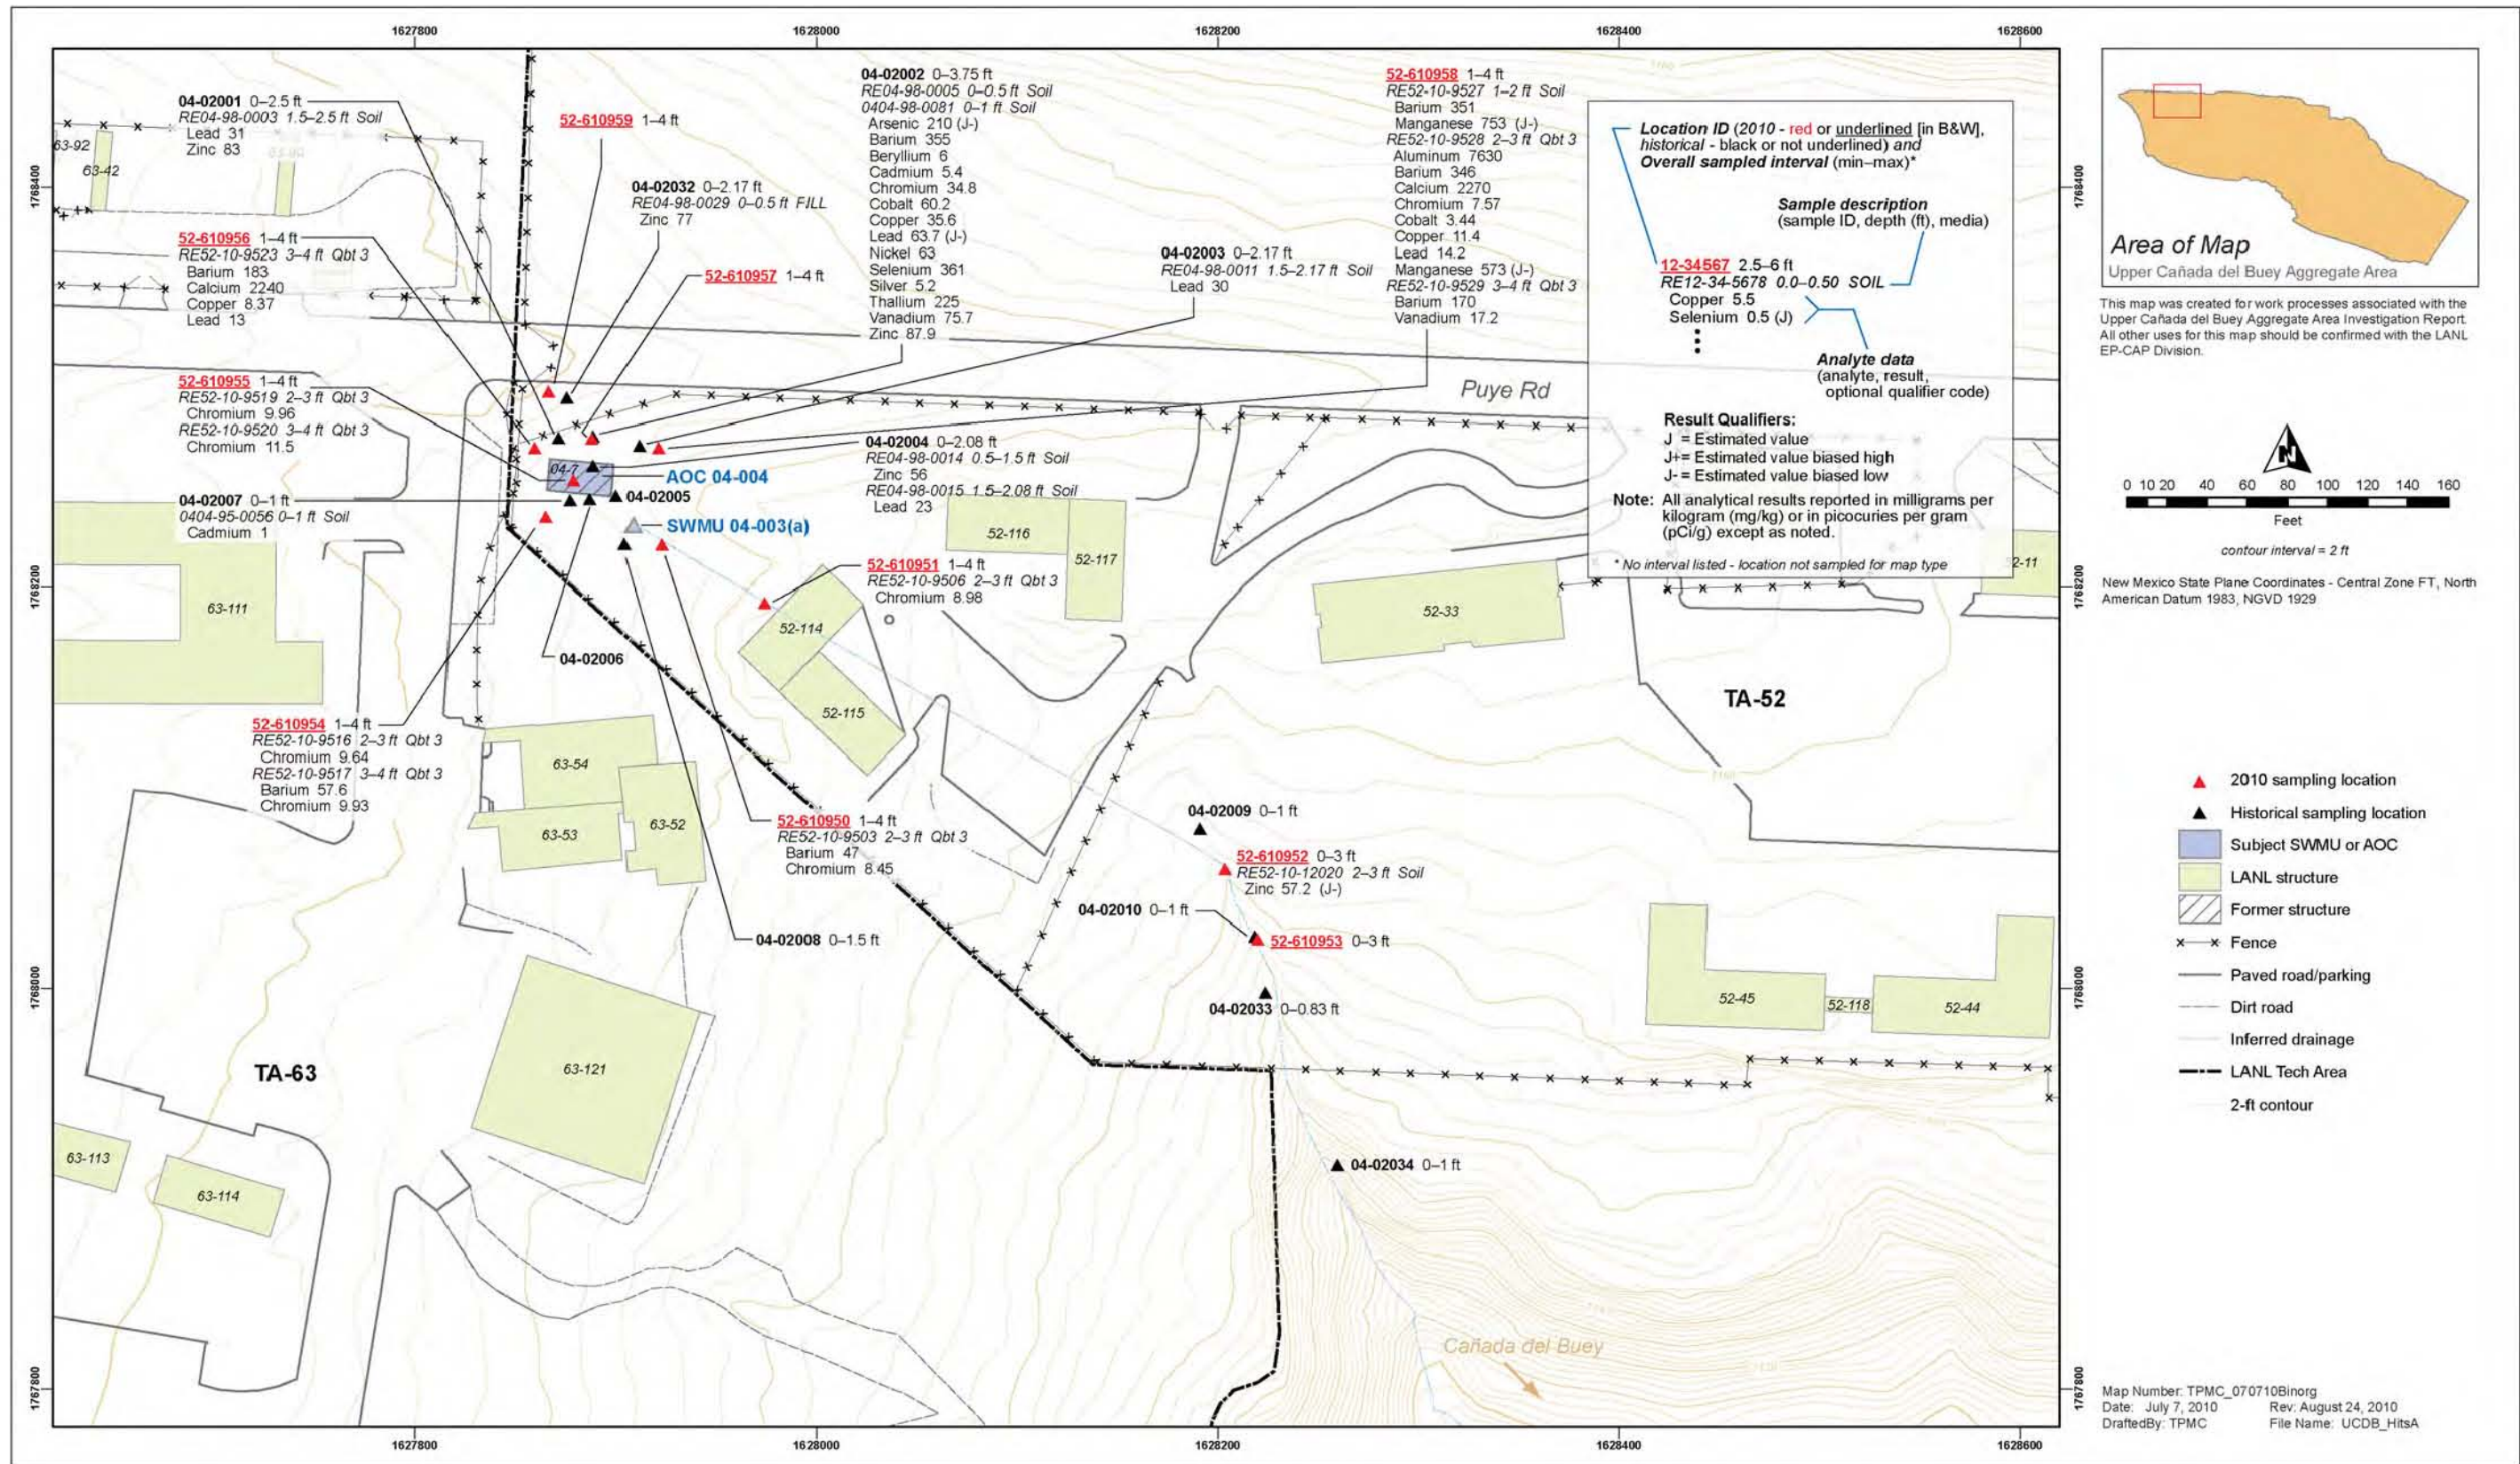 1627800
1628000
1628200
1628400
1628600
1768400
1768200
1768000
1767800
04-02001 0–2.5 ft
RE04-98-0003 1.5–2.5 ft Soil
Lead 31
Zinc 83
63-92
63-42
52-610959 1–4 ft
04-02032 0–2.17 ft
RE04-98-0029 0–0.5 ft FILL
Zinc 77
52-610957 1–4 ft
52-610956 1–4 ft
RE52-10-9523 3–4 ft Qbt 3
Barium 183
Calcium 2240
Copper 8.37
Lead 13
52-610955 1–4 ft
RE52-10-9519 2–3 ft Qbt 3
Chromium 9.96
RE52-10-9520 3–4 ft Qbt 3
Chromium 11.5
04-02007 0–1 ft
0404-95-0056 0–1 ft Soil
Cadmium 1
04-02002 0–3.75 ft
RE04-98-0005 0–0.5 ft Soil
0404-98-0081 0–1 ft Soil
Arsenic 210 (J-)
Barium 355
Beryllium 6
Cadmium 5.4
Chromium 34.8
Cobalt 60.2
Copper 35.6
Lead 63.7 (J-)
Nickel 63
Selenium 361
Silver 5.2
Thallium 225
Vanadium 75.7
Zinc 87.9
04-02003 0–2.17 ft
RE04-98-0011 1.5–2.17 ft Soil
Lead 30
52-610958 1–4 ft
RE52-10-9527 1–2 ft Soil
Barium 351
Manganese 753 (J-)
RE52-10-9528 2–3 ft Qbt 3
Aluminum 7630
Barium 346
Calcium 2270
Chromium 7.57
Cobalt 3.44
Copper 11.4
Lead 14.2
Manganese 573 (J-)
RE52-10-9529 3–4 ft Qbt 3
Barium 170
Vanadium 17.2
Puye Rd
04-02004 0–2.08 ft
RE04-98-0014 0.5–1.5 ft Soil
Zinc 56
RE04-98-0015 1.5–2.08 ft Soil
Lead 23
04-7
AOC 04-004
04-02005
SWMU 04-003(a)
04-02006
52-610951 1–4 ft
RE52-10-9506 2–3 ft Qbt 3
Chromium 8.98
52-116
52-117
52-114
52-115
52-33
2-11
TA-52
63-111
52-610954 1–4 ft
RE52-10-9516 2–3 ft Qbt 3
Chromium 9.64
RE52-10-9517 3–4 ft Qbt 3
Barium 57.6
Chromium 9.93
63-54
63-53
63-52
52-610950 1–4 ft
RE52-10-9503 2–3 ft Qbt 3
Barium 47
Chromium 8.45
04-02008 0–1.5 ft
04-02009 0–1 ft
52-610952 0–3 ft
RE52-10-12020 2–3 ft Soil
Zinc 57.2 (J-)
04-02010 0–1 ft
52-610953 0–3 ft
04-02033 0–0.83 ft
52-45
52-118
52-44
TA-63
63-121
63-113
63-114
04-02034 0–1 ft
Cañada del Buey
Location ID (2010 - red or underlined [in B&W],
historical - black or not underlined) and
Overall sampled interval (min–max)*
Sample description
(sample ID, depth (ft), media)
12-34567 2.5–6 ft
RE12-34-5678 0.0–0.50 SOIL
Copper 5.5
Selenium 0.5 (J)
Analyte data
(analyte, result,
optional qualifier code)
Result Qualifiers:
J = Estimated value
J+= Estimated value biased high
J- = Estimated value biased low
Note: All analytical results reported in milligrams per
kilogram (mg/kg) or in picocuries per gram
(pCi/g) except as noted.
* No interval listed - location not sampled for map type
1627800
1628000
1628200
1628400
1628600
1768400
1768200
1768000
1767800
Area of Map
Upper Cañada del Buey Aggregate Area
This map was created for work processes associated with the
Upper Cañada del Buey Aggregate Area Investigation Report.
All other uses for this map should be confirmed with the LANL
EP-CAP Division.
N
0 10 20 40 60 80 100 120 140 160
Feet
contour interval = 2 ft
New Mexico State Plane Coordinates - Central Zone FT, North
American Datum 1983, NGVD 1929
2010 sampling location
Historical sampling location
Subject SWMU or AOC
LANL structure
Former structure
Fence
Paved road/parking
Dirt road
Inferred drainage
LANL Tech Area
2-ft contour
Map Number: TPMC_070710Binorg
Date: July 7, 2010 Rev: August 24, 2010
DraftedBy: TPMC File Name: UCDB_HitsA